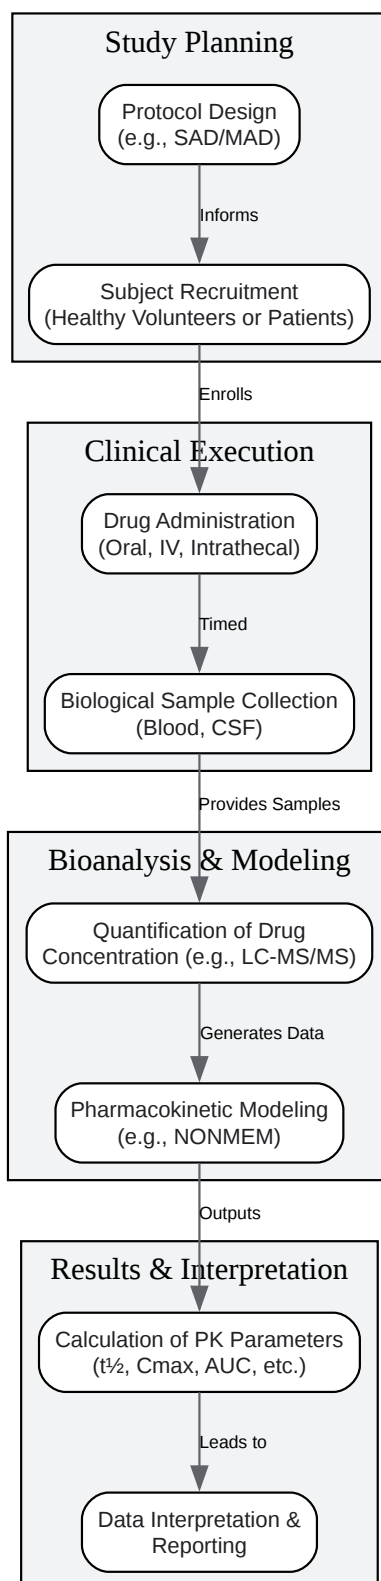 Study Planning
Protocol Design
(e.g., SAD/MAD)
Informs
Subject Recruitment
(Healthy Volunteers or Patients)
Enrolls
Clinical Execution
Drug Administration
(Oral, IV, Intrathecal)
Timed
Biological Sample Collection
(Blood, CSF)
Provides Samples
Bioanalysis & Modeling
Quantification of Drug
Concentration (e.g., LC-MS/MS)
Generates Data
Pharmacokinetic Modeling
(e.g., NONMEM)
Outputs
Results & Interpretation
Calculation of PK Parameters
(t½, Cmax, AUC, etc.)
Leads to
Data Interpretation &
Reporting